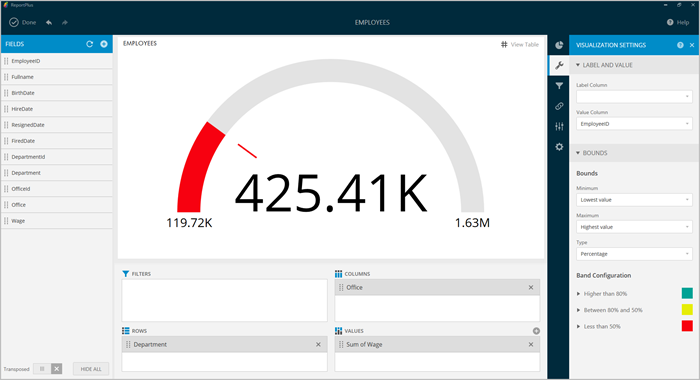 ReportPlus
Done
EMPLOYEES
Help
FIELDS
EmployeeID
Fullname
BirthDate
HireDate
ResignedDate
FiredDate
DepartmentId
Department
OfficeId
Office
Wage
Transposed
HIDE ALL
EMPLOYEES
View Table
425.41K
119.72K
1.63M
FILTERS
COLUMNS
Office
ROWS
Department
VALUES
Sum of Wage
VISUALIZATION SETTINGS
LABEL AND VALUE
Label Column
Value Column
EmployeeID
BOUNDS
Bounds
Minimum
Lowest value
Maximum
Highest value
Type
Percentage
Band Configuration
Higher than 80%
Between 80% and 50%
Less than 50%